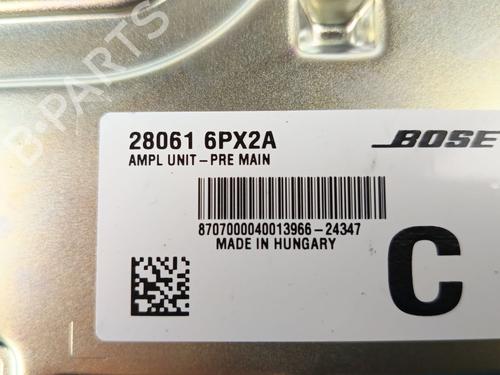 B-PARTS
28061 6PX2A
BOSE
AMPL UNIT-PRE MAIN
8707000040013966-24347
MADE IN HUNGARY
C